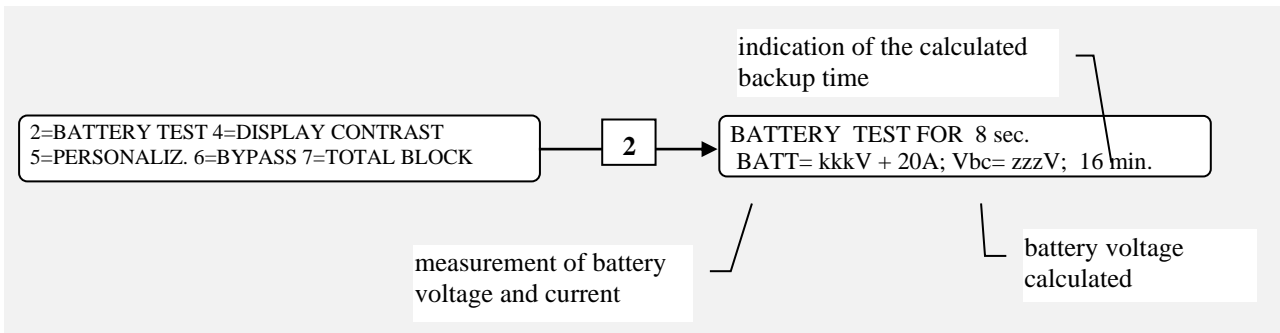 indication of the calculated
backup time
2=BATTERY TEST 4=DISPLAY CONTRAST
5=PERSONALIZ. 6=BYPASS 7=TOTAL BLOCK
2
BATTERY TEST FOR 8 sec.
BATT= kkkV + 20A; Vbc= zzzV; 16 min.
measurement of battery
voltage and current
battery voltage
calculated